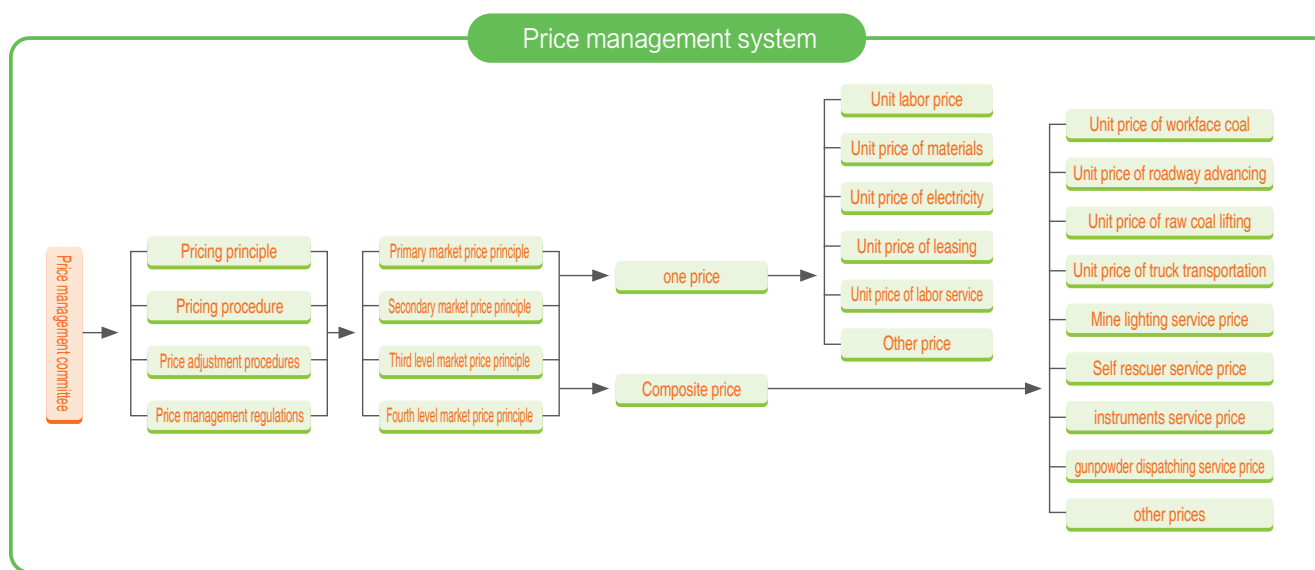 Price management system
Price management committee
Pricing principle
Pricing procedure
Price adjustment procedures
Price management regulations
Primary market price principle
Secondary market price principle
Third level market price principle
Fourth level market price principle
one price
Composite price
Unit labor price
Unit price of materials
Unit price of electricity
Unit price of leasing
Unit price of labor service
Other price
Unit price of workface coal
Unit price of roadway advancing
Unit price of raw coal lifting
Unit price of truck transportation
Mine lighting service price
Self rescuer service price
instruments service price
gunpowder dispatching service price
other prices